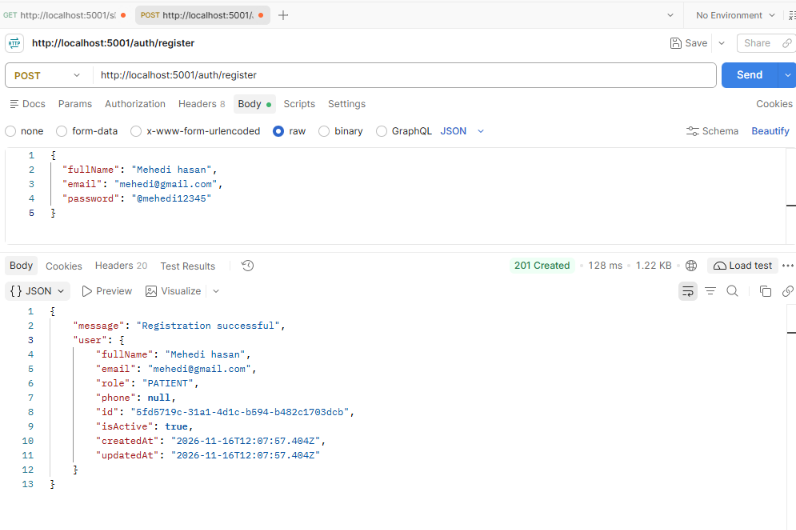 GET http://localhost:5001/s POST http://localhost:5001/. No Environment
HTTP http://localhost:5001/auth/register Save Share
POST http://localhost:5001/auth/register Send
Docs Params Authorization Headers 8 Body Scripts Settings Cookies
none form-data x-www-form-urlencoded raw binary GraphQL JSON Schema Beautify
1 {
2 "fullName": "Mehedi hasan",
3 "email": "mehedi@gmail.com",
4 "password": "@mehedi12345"
5 }
Body Cookies Headers 20 Test Results 201 Created 128 ms 1.22 KB Load test
{} JSON Preview Visualize
1 {
2 "message": "Registration successful",
3 "user": {
4 "fullName": "Mehedi hasan",
5 "email": "mehedi@gmail.com",
6 "role": "PATIENT",
7 "phone": null,
8 "id": "5fd5719c-31a1-4d1c-b594-b482c1703dcb",
9 "isActive": true,
10 "createdAt": "2026-11-16T12:07:57.404Z",
11 "updatedAt": "2026-11-16T12:07:57.404Z"
12 }
13 }